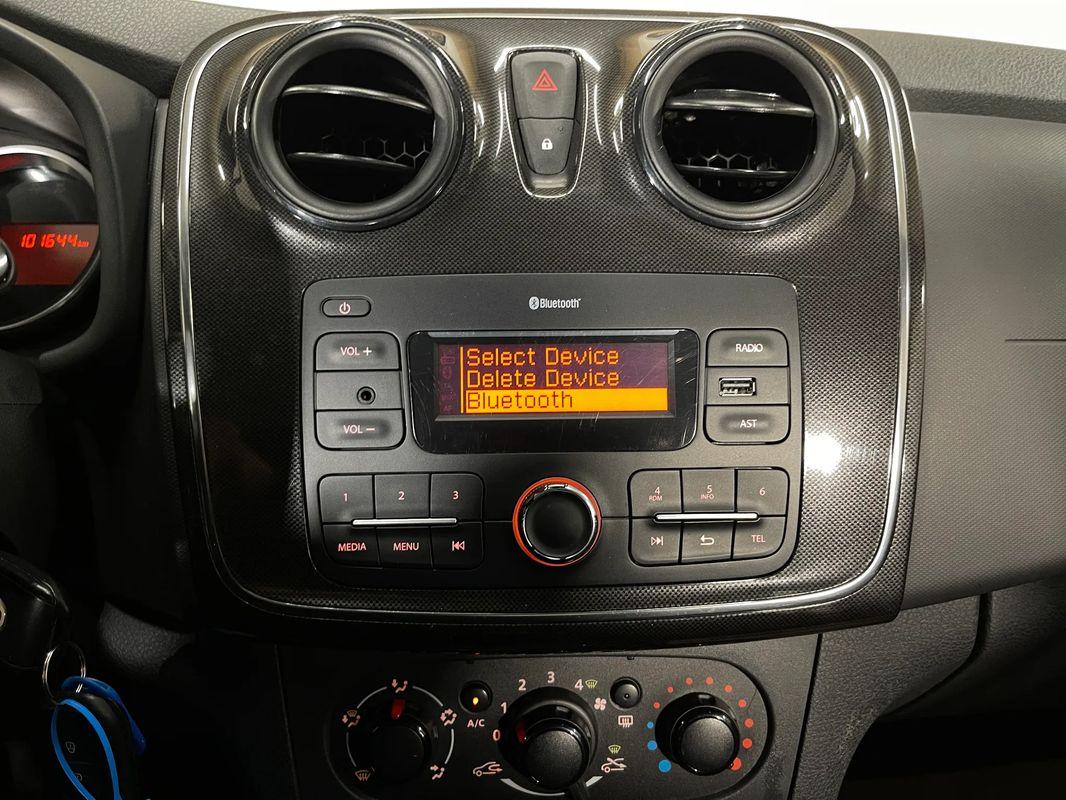 101644 km
Bluetooth
VOL +
Select Device
Delete Device
Bluetooth
RADIO
VOL −
AST
1
2
3
4
RDM
5
INFO
6
MEDIA
MENU
TEL
A/C
0
1
2
3
4